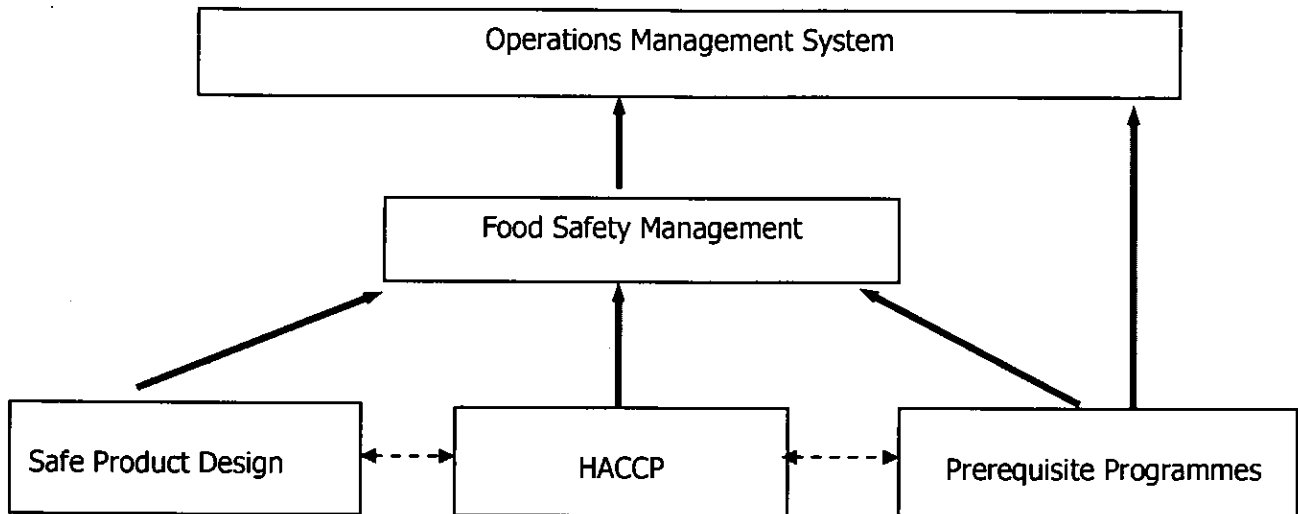 Operations Management System
Food Safety Management
Safe Product Design
HACCP
Prerequisite Programmes